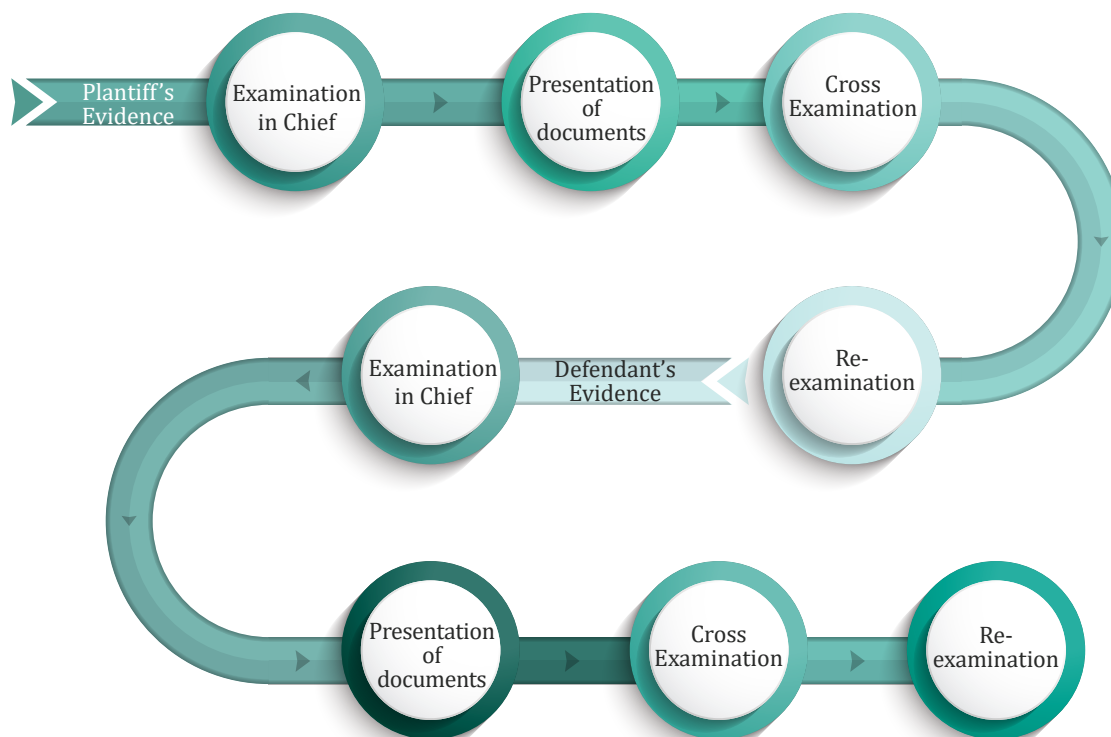 Plantiff's
Evidence
Examination
in Chief
Presentation
of
documents
Cross
Examination
Re-
examination
Defendant's
Evidence
Examination
in Chief
Presentation
of
documents
Cross
Examination
Re-
examination